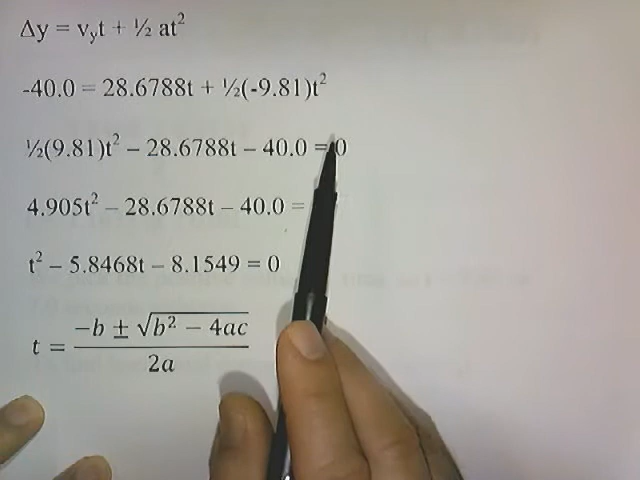 Δy = vyt + ½ at²
-40.0 = 28.6788t + ½(-9.81)t²
½(9.81)t² – 28.6788t – 40.0 = 0
4.905t² – 28.6788t – 40.0 =
t² – 5.8468t – 8.1549 = 0
t = (-b ± √(b² − 4ac)) / 2a